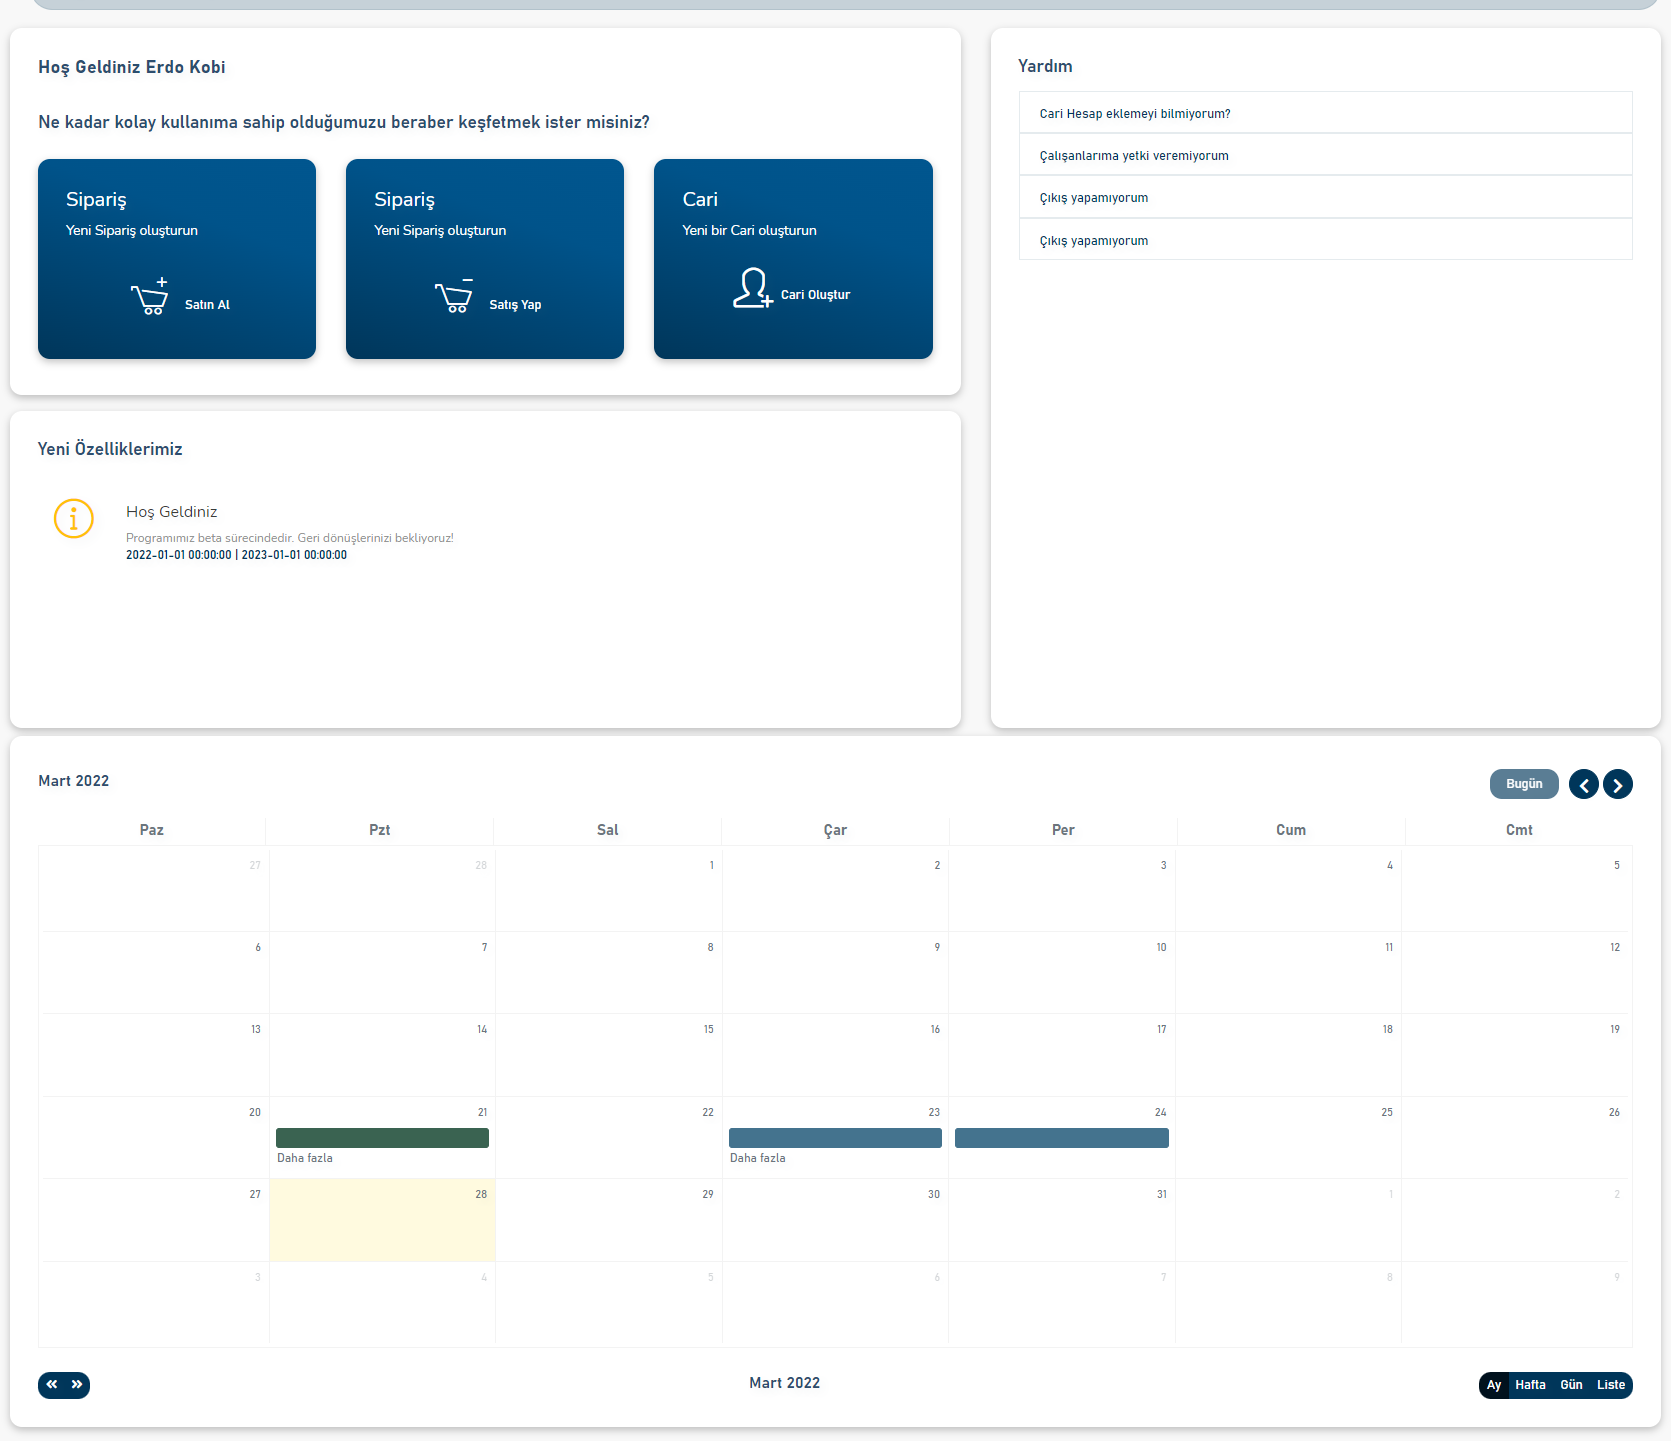 Hoş Geldiniz Erdo Kobi
Ne kadar kolay kullanıma sahip olduğumuzu beraber keşfetmek ister misiniz?
Sipariş
Yeni Sipariş oluşturun
Satın Al
Sipariş
Yeni Sipariş oluşturun
Satış Yap
Cari
Yeni bir Cari oluşturun
Cari Oluştur
Yardım
Cari Hesap eklemeyi bilmiyorum?
Çalışanlarıma yetki veremiyorum
Çıkış yapamıyorum
Çıkış yapamıyorum
Yeni Özelliklerimiz
Hoş Geldiniz
Programımız beta sürecindedir. Geri dönüşlerinizi bekliyoruz!
2022-01-01 00:00:00 | 2023-01-01 00:00:00
Mart 2022
Bugün
Paz Pzt Sal Çar Per Cum Cmt
27 28 1 2 3 4 5
6 7 8 9 10 11 12
13 14 15 16 17 18 19
20 21 22 23 24 25 26
Daha fazla Daha fazla
27 28 29 30 31 1 2
3 4 5 6 7 8 9
Mart 2022
Ay Hafta Gün Liste